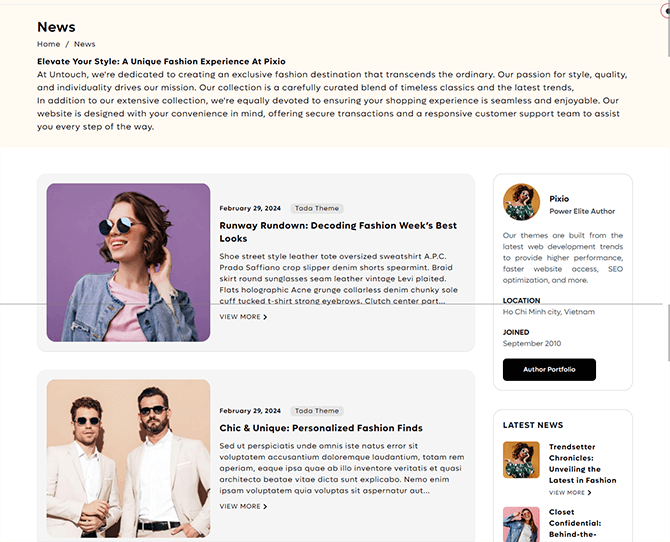 News
Home / News
Elevate Your Style: A Unique Fashion Experience At Pixio
At Untouch, we're dedicated to creating an exclusive fashion destination that transcends the ordinary. Our passion for style, quality,
and individuality drives our mission. Our collection is a carefully curated blend of timeless classics and the latest trends,
In addition to our extensive collection, we're equally devoted to ensuring your shopping experience is seamless and enjoyable. Our
website is designed with your convenience in mind, offering secure transactions and a responsive customer support team to assist
you every step of the way.
February 29, 2024 Tada Theme
Runway Rundown: Decoding Fashion Week's Best
Looks
Shoe street style leather tote oversized sweatshirt A.P.C.
Prada Saffiano crop slipper denim shorts spearmint. Braid
skirt round sunglasses seam leather vintage Levi plaited.
Flats holographic Acne grunge collarless denim chunky sole
cuff tucked t-shirt strong eyebrows. Clutch center part...
VIEW MORE
February 29, 2024 Tada Theme
Chic & Unique: Personalized Fashion Finds
Sed ut perspiciatis unde omnis iste natus error sit
voluptatem accusantium doloremque laudantium, totam rem
aperiam, eaque ipsa quae ab illo inventore veritatis et quasi
architecto beatae vitae dicta sunt explicabo. Nemo enim
ipsam voluptatem quia voluptas sit aspernatur aut...
VIEW MORE
Pixio
Power Elite Author
Our themes are built from the
latest web development trends
to provide higher performance,
faster website access, SEO
optimization, and more.
LOCATION
Ho Chi Minh city, Vietnam
JOINED
September 2010
Author Portfolio
LATEST NEWS
Trendsetter
Chronicles:
Unveiling the
Latest in Fashion
VIEW MORE
Closet
Confidential:
Behind-the-